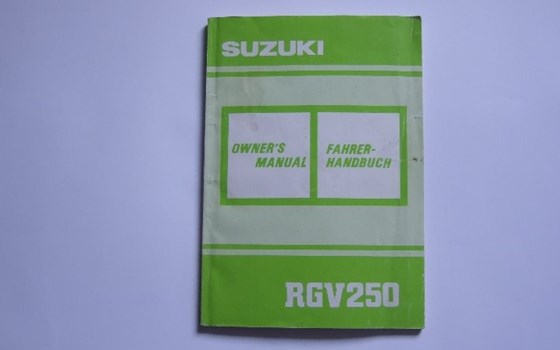 SUZUKI
OWNER'S
MANUAL
FAHRER-
HANDBUCH
RGV250